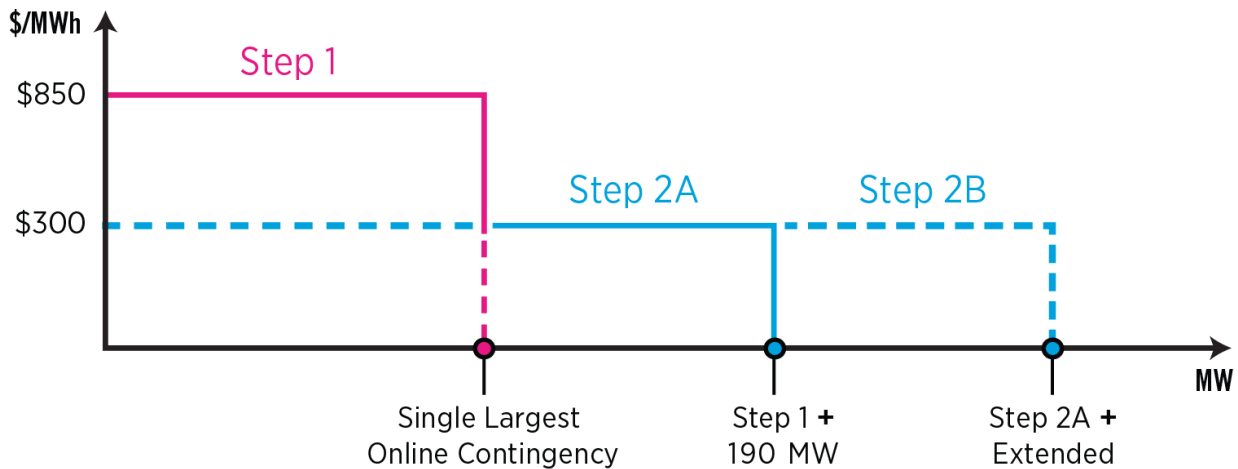 $/MWh
Step 1
$850
Step 2A
Step 2B
$300
MW
Single Largest
Online Contingency
Step 1 +
190 MW
Step 2A +
Extended